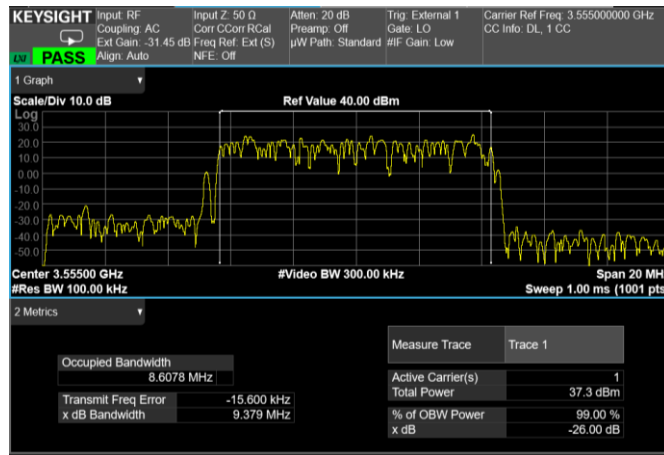 KEYSIGHT Input: RF Input Z: 50 Ω Atten: 20 dB Trig: External 1 Carrier Ref Freq: 3.555000000 GHz
Coupling: AC Corr CCorr RCal Preamp: Off Gate: LO CC Info: DL, 1 CC
Ext Gain: -31.45 dB Freq Ref: Ext (S) µW Path: Standard #IF Gain: Low
LXI PASS Align: Auto NFE: Off
1 Graph
Scale/Div 10.0 dB Ref Value 40.00 dBm
Log
30.0
20.0
10.0
0.00
-10.0
-20.0
-30.0
-40.0
-50.0
Center 3.55500 GHz #Video BW 300.00 kHz Span 20 MH
#Res BW 100.00 kHz Sweep 1.00 ms (1001 pts
2 Metrics
Measure Trace Trace 1
Occupied Bandwidth
8.6078 MHz
Active Carrier(s) 1
Total Power 37.3 dBm
Transmit Freq Error -15.600 kHz
x dB Bandwidth 9.379 MHz
% of OBW Power 99.00 %
x dB -26.00 dB